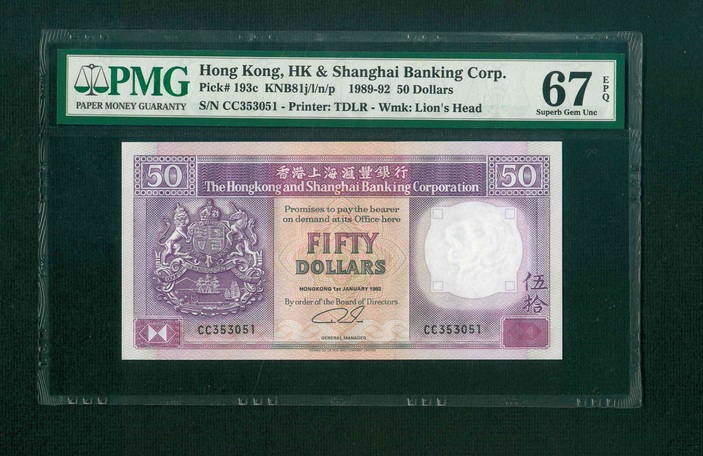 PMG
PAPER MONEY GUARANTY
Hong Kong, HK & Shanghai Banking Corp.
Pick# 193c KNB81j/l/n/p 1989-92 50 Dollars
S/N CC353051 - Printer: TDLR - Wmk: Lion's Head
67
EPQ
Superb Gem Unc
50
香港上海滙豐銀行
50
The Hongkong and Shanghai Banking Corporation
Promises to pay the bearer
on demand at its Office here
FIFTY
DOLLARS
HONGKONG 1st JANUARY 1992
By order of the Board of Directors
伍拾
CC353051
CC353051
GENERAL MANAGER